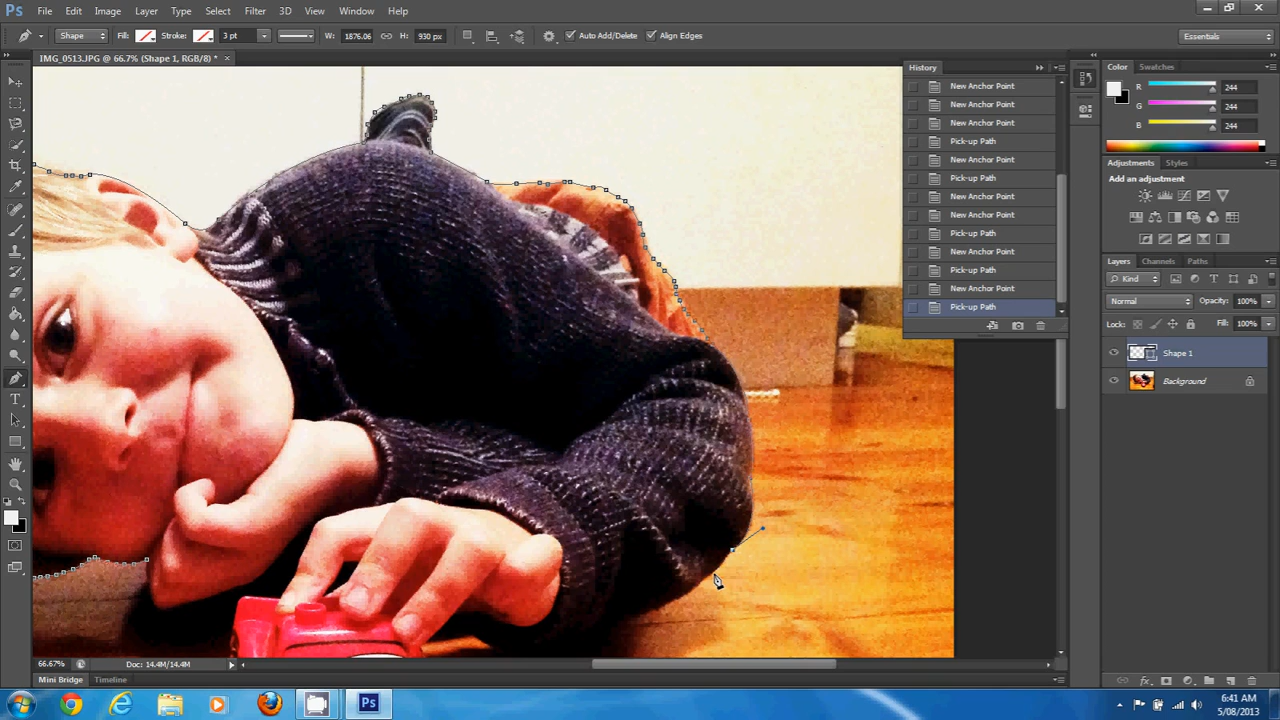 Ps File Edit Image Layer Type Select Filter 3D View Window Help
Shape Fill: Stroke: 3 pt W: 1876.06 H: 930 px Auto Add/Delete Align Edges Essentials
IMG_0513.JPG @ 66.7% (Shape 1, RGB/8) * ×
History
New Anchor Point
New Anchor Point
New Anchor Point
Pick-up Path
New Anchor Point
Pick-up Path
New Anchor Point
New Anchor Point
Pick-up Path
New Anchor Point
Pick-up Path
New Anchor Point
Pick-up Path
Color Swatches
R 244
G 244
B 244
Adjustments Styles
Add an adjustment
Layers Channels Paths
Kind
Normal Opacity: 100%
Lock: Fill: 100%
Shape 1
Background
66.67% Doc: 14.4M/14.4M
Mini Bridge Timeline
Ps
6:41 AM
5/08/2013